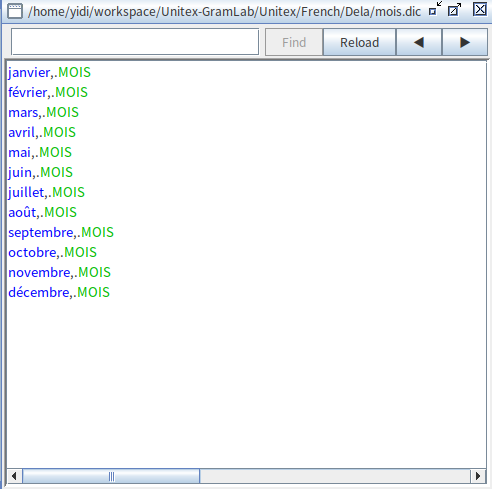 /home/yidi/workspace/Unitex-GramLab/Unitex/French/Dela/mois.dic
Find Reload
janvier,.MOIS
février,.MOIS
mars,.MOIS
avril,.MOIS
mai,.MOIS
juin,.MOIS
juillet,.MOIS
août,.MOIS
septembre,.MOIS
octobre,.MOIS
novembre,.MOIS
décembre,.MOIS